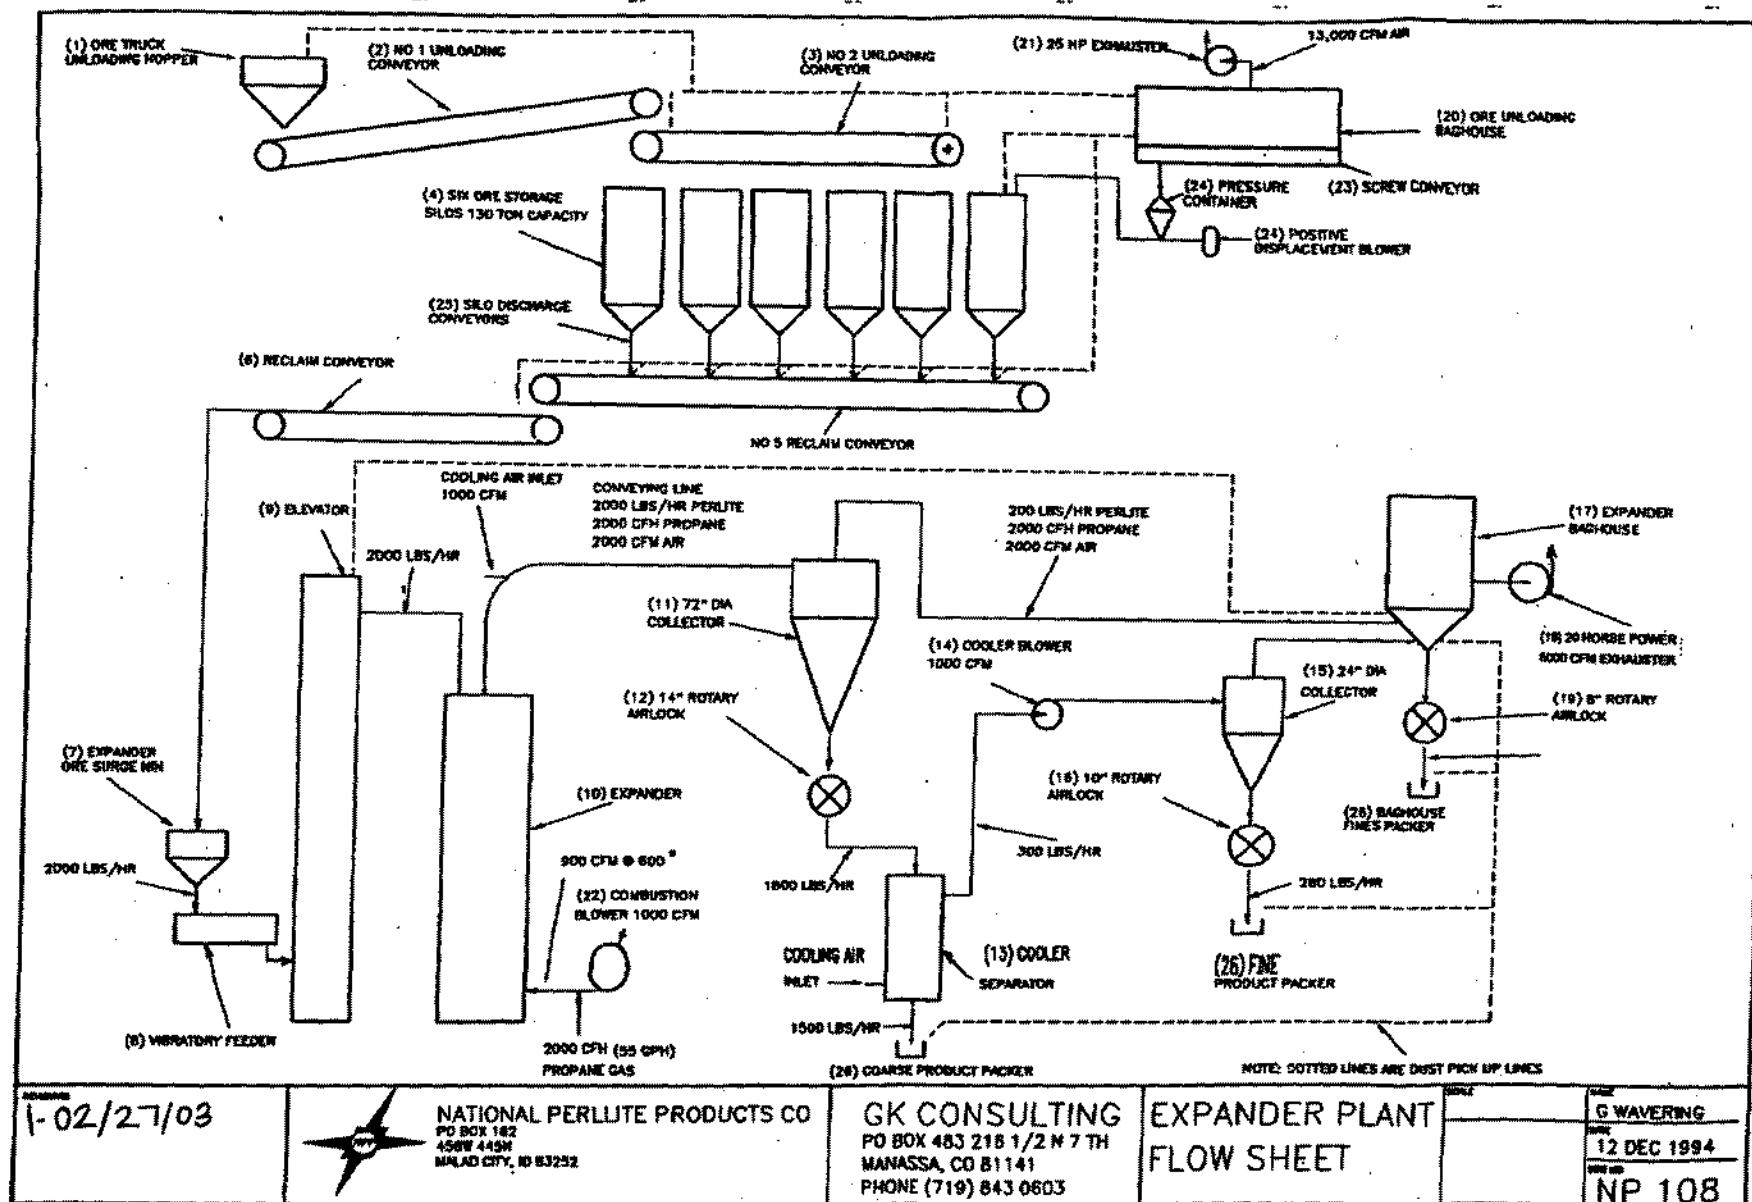 (1) ORE TRUCK
UNLOADING HOPPER
(2) NO 1 UNLOADING
CONVEYOR
(3) NO 2 UNLOADING
CONVEYOR
(21) 25 HP EXHAUSTER
13,000 CFM AIR
(20) ORE UNLOADING
BAGHOUSE
(4) SIX ORE STORAGE
SILOS 130 TON CAPACITY
(24) PRESSURE
CONTAINER
(23) SCREW CONVEYOR
(24) POSITIVE
DISPLACEMENT BLOWER
(25) SILO DISCHARGE
CONVEYORS
(6) RECLAIM CONVEYOR
NO 5 RECLAIM CONVEYOR
COOLING AIR INLET
1000 CFM
CONVEYING LINE
2000 LBS/HR PERLITE
2000 CFH PROPANE
2000 CFM AIR
200 LBS/HR PERLITE
2000 CFH PROPANE
2000 CFM AIR
(9) ELEVATOR
2000 LBS/HR
(17) EXPANDER
BAGHOUSE
(11) 72" DIA
COLLECTOR
(14) COOLER BLOWER
1000 CFM
(18) 20 HORSE POWER
6000 CFM EXHAUSTER
(15) 24" DIA
COLLECTOR
(12) 14" ROTARY
AIRLOCK
(19) 8" ROTARY
AIRLOCK
(7) EXPANDER
ORE SURGE
(16) 10" ROTARY
AIRLOCK
(10) EXPANDER
(26) BAGHOUSE
FINES PACKER
2000 LBS/HR
900 CFM @ 600°
300 LBS/HR
1800 LBS/HR
280 LBS/HR
(22) COMBUSTION
BLOWER 1000 CFM
COOLING AIR
INLET
(13) COOLER
SEPARATOR
(26) FINE
PRODUCT PACKER
1500 LBS/HR
(8) VIBRATORY FEEDER
2000 CFH (55 GPH)
PROPANE GAS
(26) COARSE PRODUCT PACKER
NOTE: DOTTED LINES ARE DUST PICK UP LINES
1-02/27/03
NATIONAL PERLLITE PRODUCTS CO
PO BOX 182
458W 445N
MALAD CITY, ID 83252
GK CONSULTING
PO BOX 483 218 1/2 N 7 TH
MANASSA, CO 81141
PHONE (719) 843 0603
EXPANDER PLANT
FLOW SHEET
G WAVERING
12 DEC 1994
NP 108